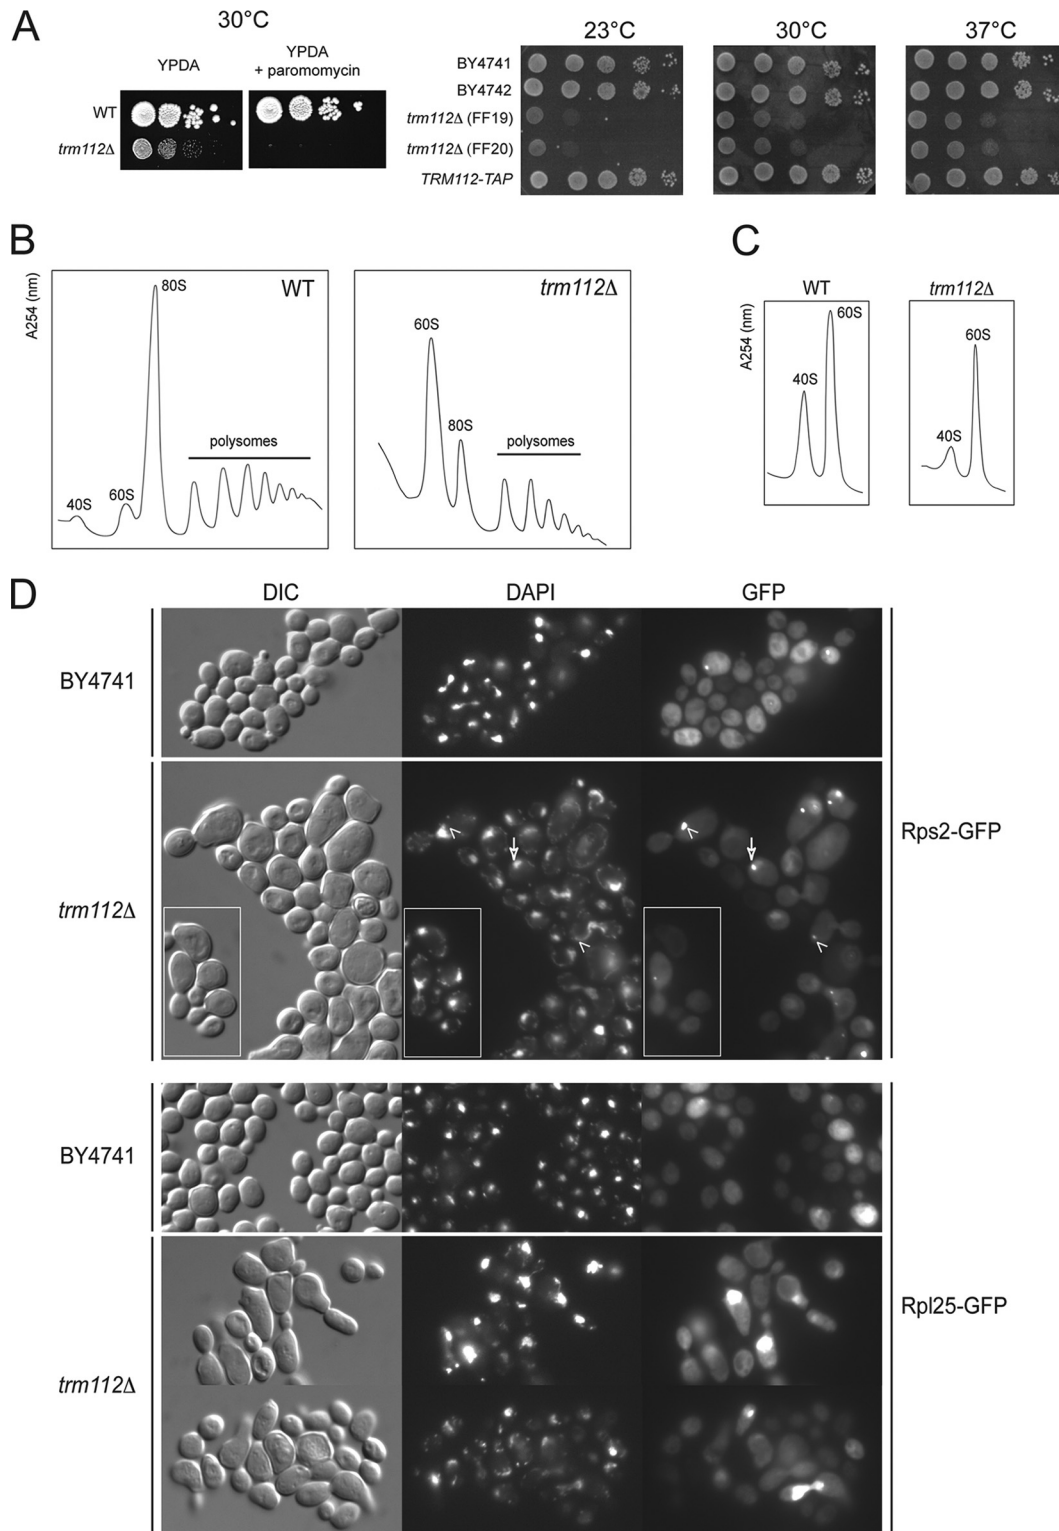 A
30°C
YPDA
YPDA
+ paromomycin
WT
trm112Δ
23°C
30°C
37°C
BY4741
BY4742
trm112Δ (FF19)
trm112Δ (FF20)
TRM112-TAP
B
A254 (nm)
WT
40S
60S
80S
polysomes
trm112Δ
60S
80S
polysomes
C
A254 (nm)
WT
40S
60S
trm112Δ
40S
60S
D
DIC
DAPI
GFP
BY4741
trm112Δ
Rps2-GFP
BY4741
trm112Δ
Rpl25-GFP